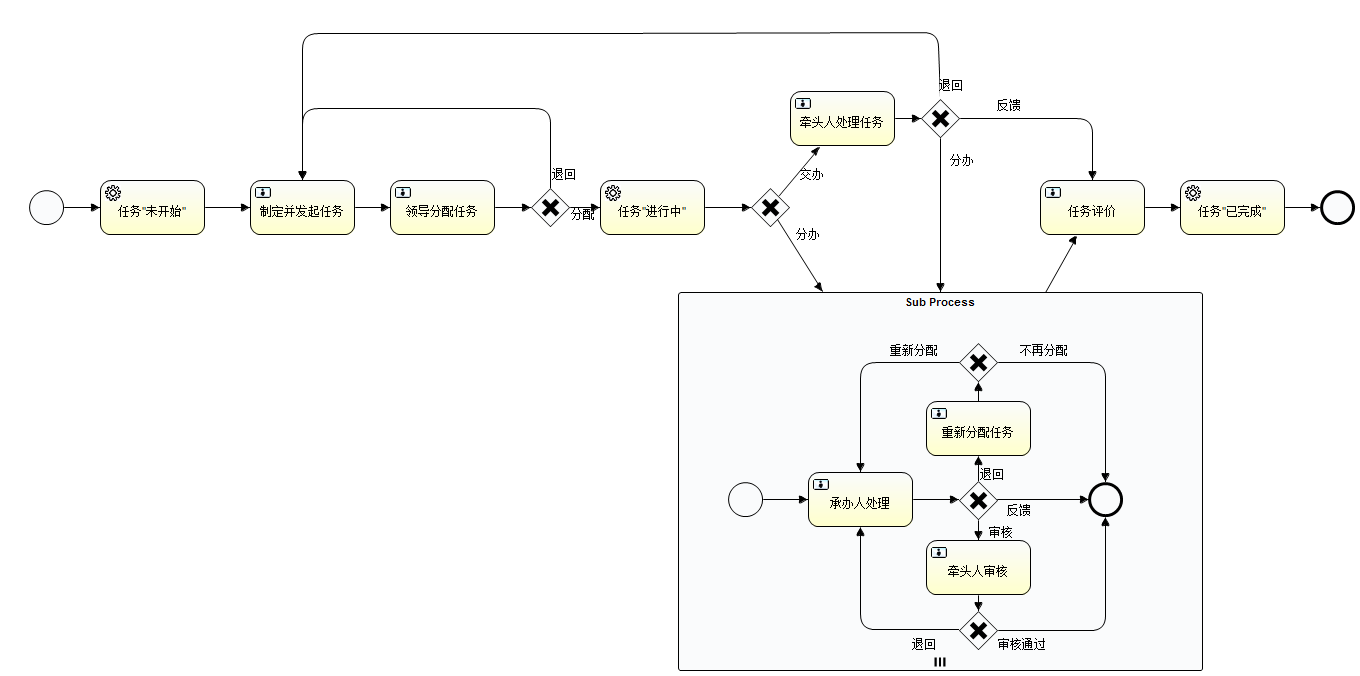 退回
反馈
牵头人处理任务
分办
交办
退回
任务"未开始"
制定并发起任务
领导分配任务
分配
任务"进行中"
任务评价
任务"已完成"
分办
Sub Process
重新分配
不再分配
重新分配任务
退回
承办人处理
反馈
审核
牵头人审核
退回
审核通过